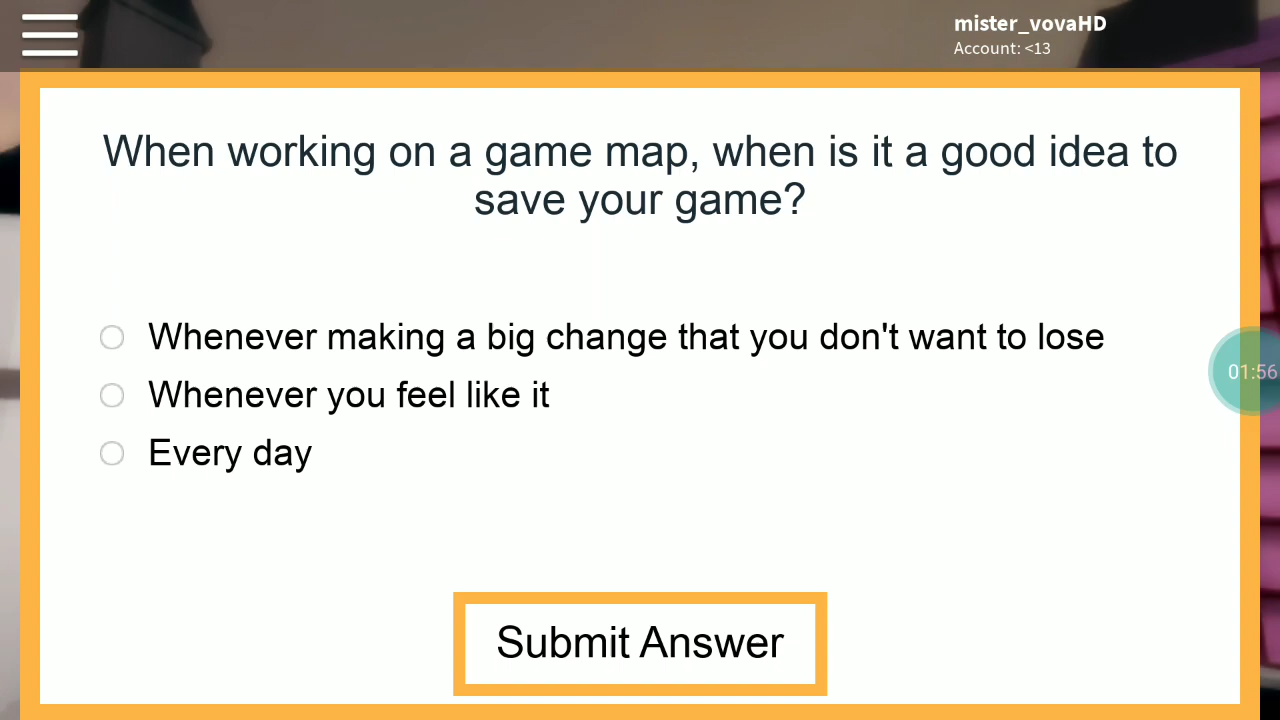 mister_vovaHD
Account: <13
When working on a game map, when is it a good idea to
save your game?
Whenever making a big change that you don't want to lose
01:56
Whenever you feel like it
Every day
Submit Answer